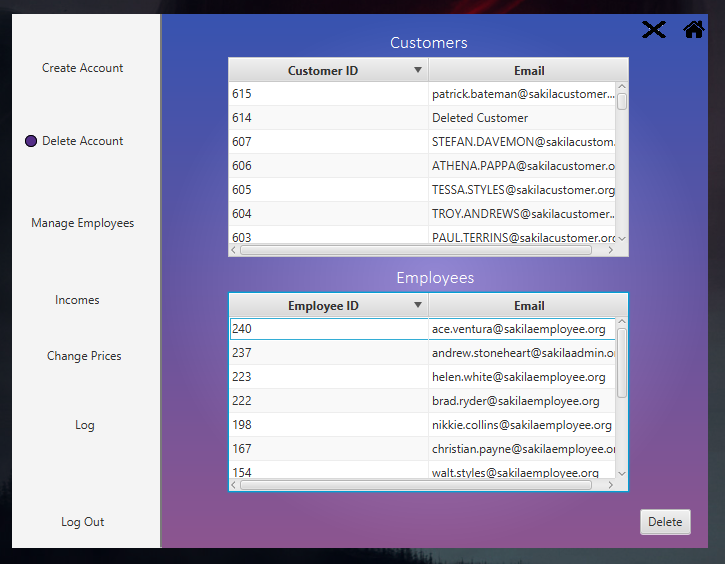 Create Account
Delete Account
Manage Employees
Incomes
Change Prices
Log
Log Out
Customers
Customer ID Email
615 patrick.bateman@sakilacustomer...
614 Deleted Customer
607 STEFAN.DAVEMON@sakilacustom.
606 ATHENA.PAPPA@sakilacustomer.o
605 TESSA.STYLES@sakilacustomer.org
604 TROY.ANDREWS@sakilacustomer...
603 PAUL.TERRINS@sakilacustomer.org
Employees
Employee ID Email
240 ace.ventura@sakilaemployee.org
237 andrew.stoneheart@sakilaadmin.o
223 helen.white@sakilaemployee.org
222 brad.ryder@sakilaemployee.org
198 nikkie.collins@sakilaemployee.org
167 christian.payne@sakilaemployee.or
154 walt.styles@sakilaemployee.org
Delete